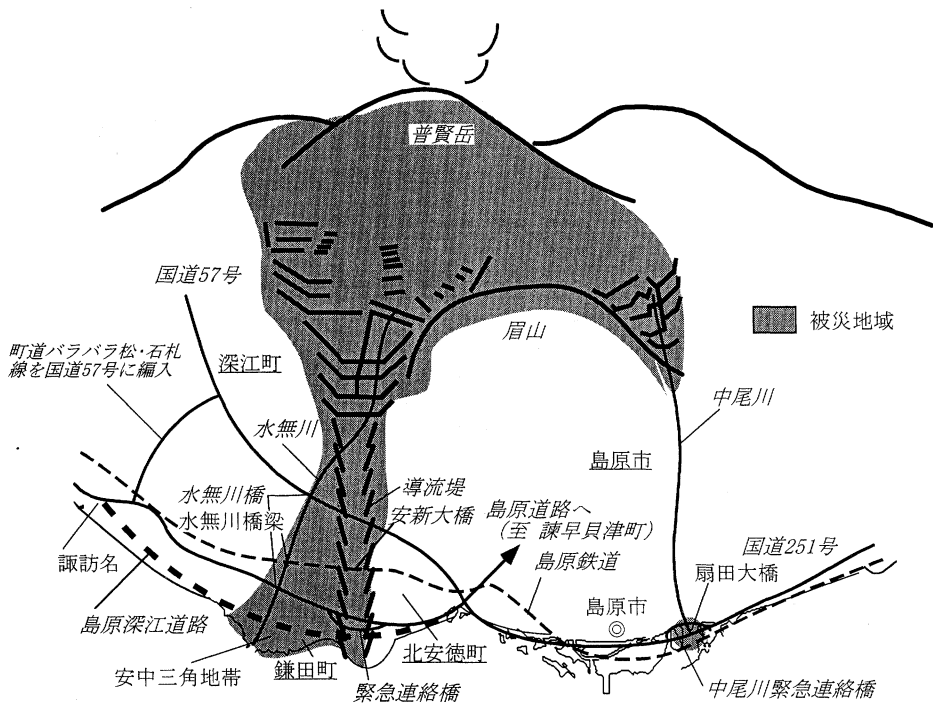 普賢岳
国道57号
眉山
被災地域
町道バラバラ松・石札
線を国道57号に編入
深江町
中尾川
水無川
島原市
水無川橋
導流堤
水無川橋梁
安新大橋
島原道路へ
(至 諫早貝津町)
国道251号
諏訪名
島原鉄道
扇田大橋
島原市
島原深江道路
安中三角地帯
鎌田町
北安徳町
緊急連絡橋
中尾川緊急連絡橋